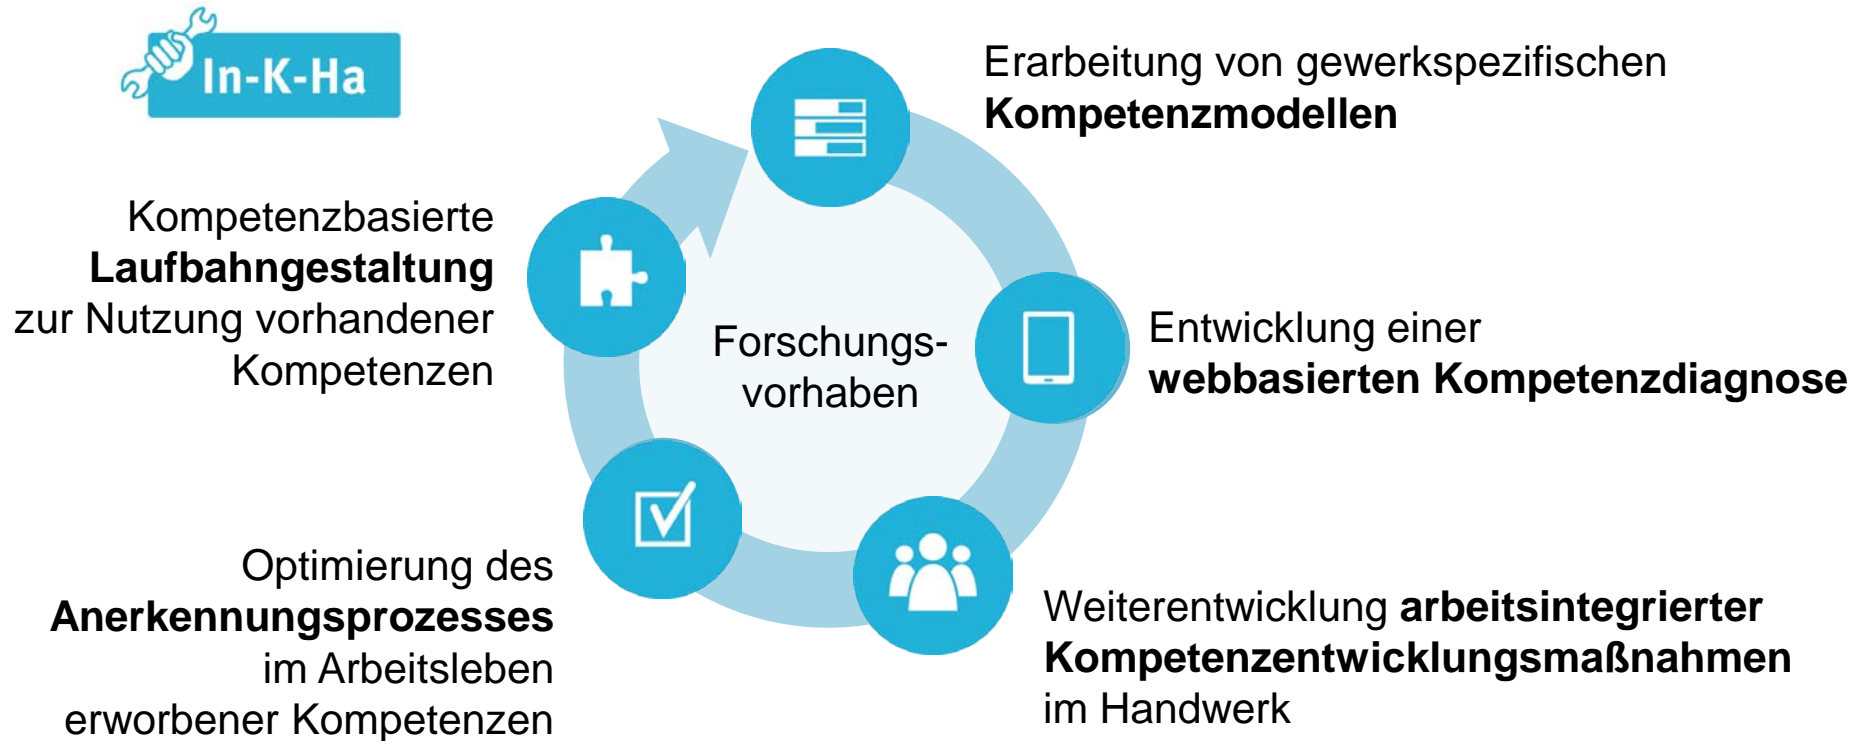 In-K-Ha
Erarbeitung von gewerkspezifischen
Kompetenzmodellen
Entwicklung einer
webbasierten Kompetenzdiagnose
Weiterentwicklung arbeitsintegrierter
Kompetenzentwicklungsmaßnahmen
im Handwerk
Optimierung des
Anerkennungsprozesses
im Arbeitsleben
erworbener Kompetenzen
Kompetenzbasierte
Laufbahngestaltung
zur Nutzung vorhandener
Kompetenzen
Forschungs-
vorhaben